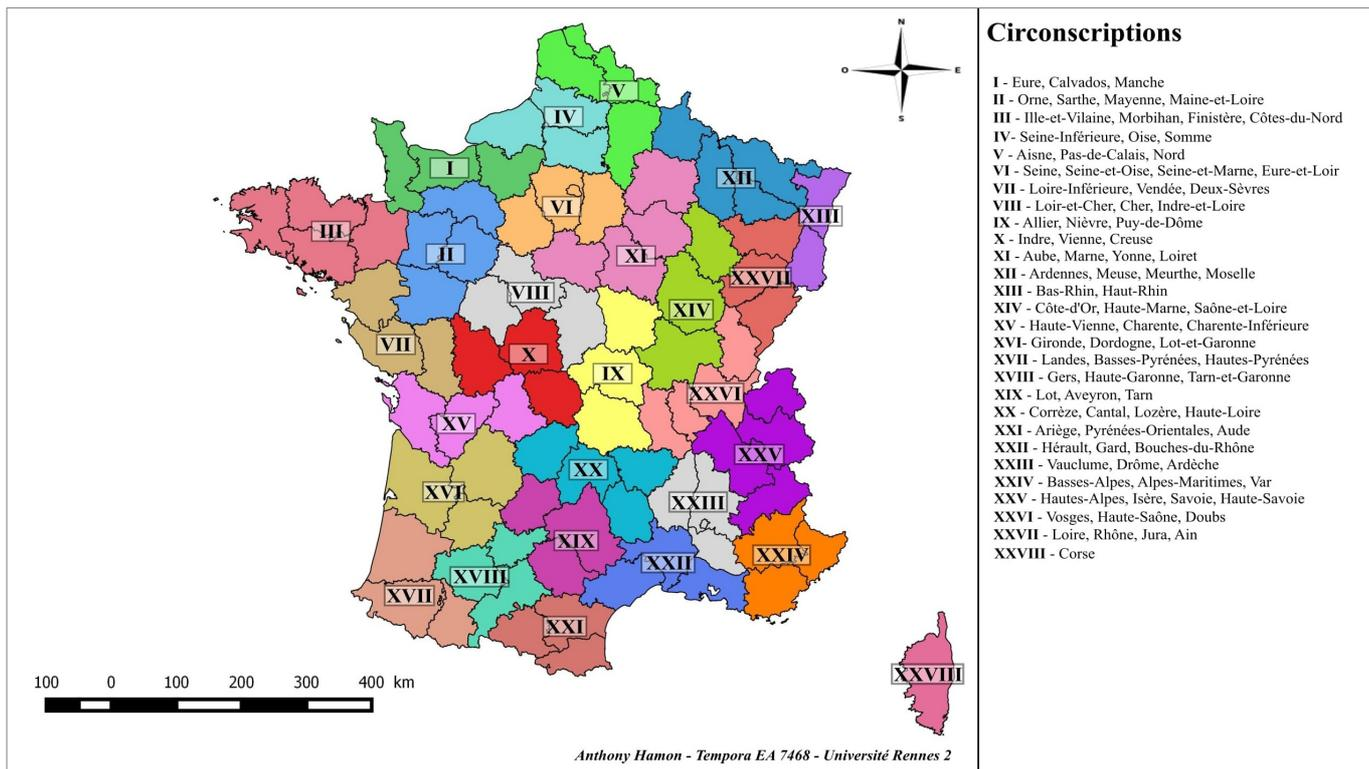 Circonscriptions
I - Eure, Calvados, Manche
II - Orne, Sarthe, Mayenne, Maine-et-Loire
III - Ille-et-Vilaine, Morbihan, Finistère, Côtes-du-Nord
IV- Seine-Inférieure, Oise, Somme
V - Aisne, Pas-de-Calais, Nord
VI - Seine, Seine-et-Oise, Seine-et-Marne, Eure-et-Loir
VII - Loire-Inférieure, Vendée, Deux-Sèvres
VIII - Loir-et-Cher, Cher, Indre-et-Loire
IX - Allier, Nièvre, Puy-de-Dôme
X - Indre, Vienne, Creuse
XI - Aube, Marne, Yonne, Loiret
XII - Ardennes, Meuse, Meurthe, Moselle
XIII - Bas-Rhin, Haut-Rhin
XIV - Côte-d'Or, Haute-Marne, Saône-et-Loire
XV - Haute-Vienne, Charente, Charente-Inférieure
XVI- Gironde, Dordogne, Lot-et-Garonne
XVII - Landes, Basses-Pyrénées, Hautes-Pyrénées
XVIII - Gers, Haute-Garonne, Tarn-et-Garonne
XIX - Lot, Aveyron, Tarn
XX - Corrèze, Cantal, Lozère, Haute-Loire
XXI - Ariège, Pyrénées-Orientales, Aude
XXII - Hérault, Gard, Bouches-du-Rhône
XXIII - Vauclume, Drôme, Ardèche
XXIV - Basses-Alpes, Alpes-Maritimes, Var
XXV - Hautes-Alpes, Isère, Savoie, Haute-Savoie
XXVI - Vosges, Haute-Saône, Doubs
XXVII - Loire, Rhône, Jura, Ain
XXVIII - Corse
N
O
E
S
V
IV
I
XII
VI
XIII
III
II
XI
XXVII
VIII
XIV
VII
X
IX
XXVI
XV
XXV
XX
XVI
XXIII
XIX
XXIV
XXII
XVIII
XVII
XXI
XXVIII
100 0 100 200 300 400 km
Anthony Hamon - Tempora EA 7468 - Université Rennes 2